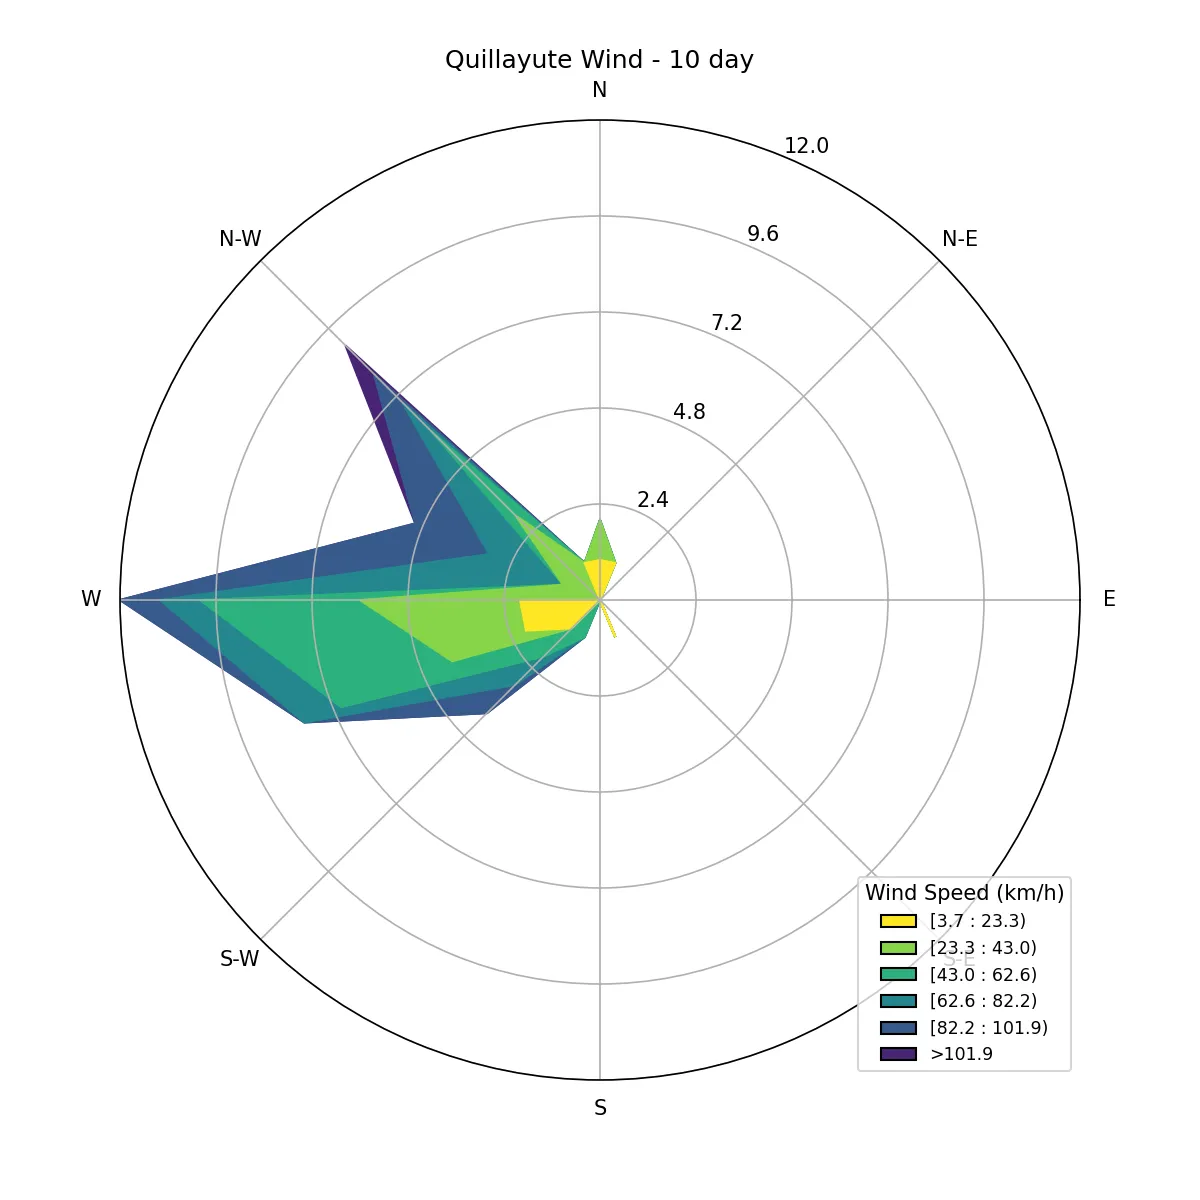 Quillayute Wind - 10 day
N
12.0
N-W
9.6
N-E
7.2
4.8
2.4
W
E
S-W
S-E
S
Wind Speed (km/h)
[3.7 : 23.3)
[23.3 : 43.0)
[43.0 : 62.6)
[62.6 : 82.2)
[82.2 : 101.9)
>101.9